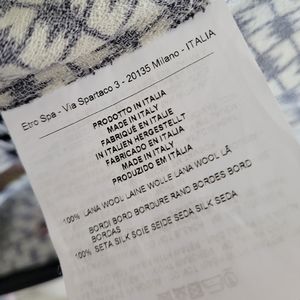 Etro Spa - Via Spartaco 3 - 20135 Milano - ITALIA
PRODOTTO IN ITALIA
MADE IN ITALY
FABRIQUÉ EN ITALIE
IN ITALIEN HERGESTELLT
FABRICADO EN ITALIA
MADE IN ITALY
PRODUZIDO EM ITÁLIA
100% LANA WOOL LAINE WOLLE LANA WOOL LÃ
BORDI BORD BORDURE RAND BORDES BORD
BORDAS
100% SETA SILK SOIE SEIDE SEDA SILK SEDA